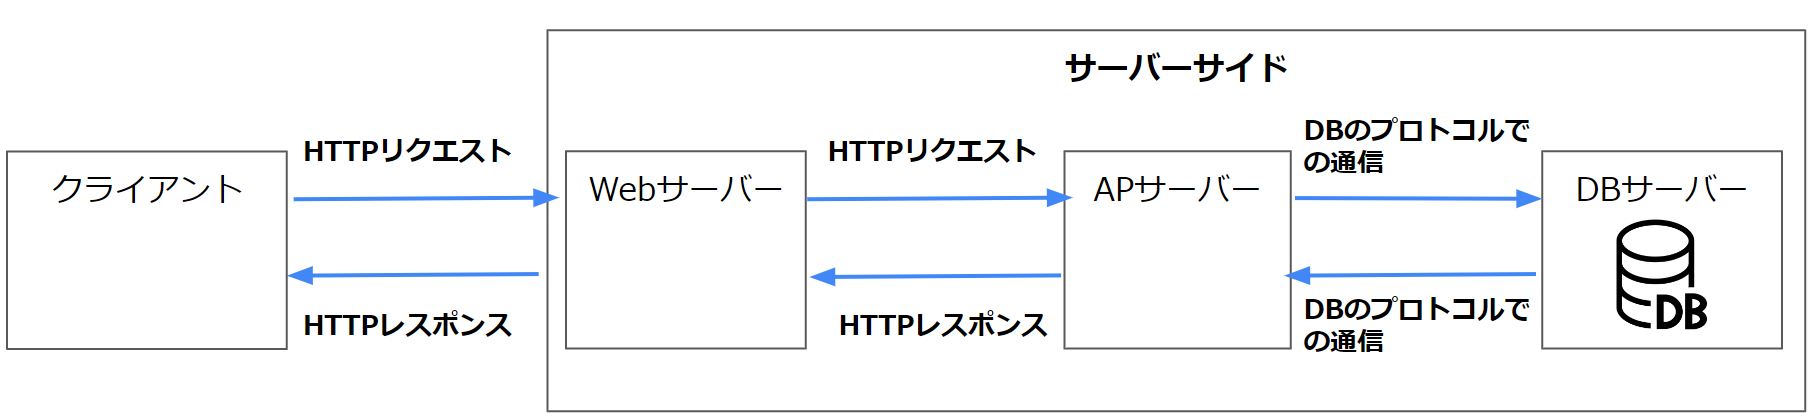 サーバーサイド
HTTPリクエスト
HTTPリクエスト
DBのプロトコルで
の通信
クライアント
Webサーバー
APサーバー
DBサーバー
DB
HTTPレスポンス
HTTPレスポンス
DBのプロトコルで
の通信